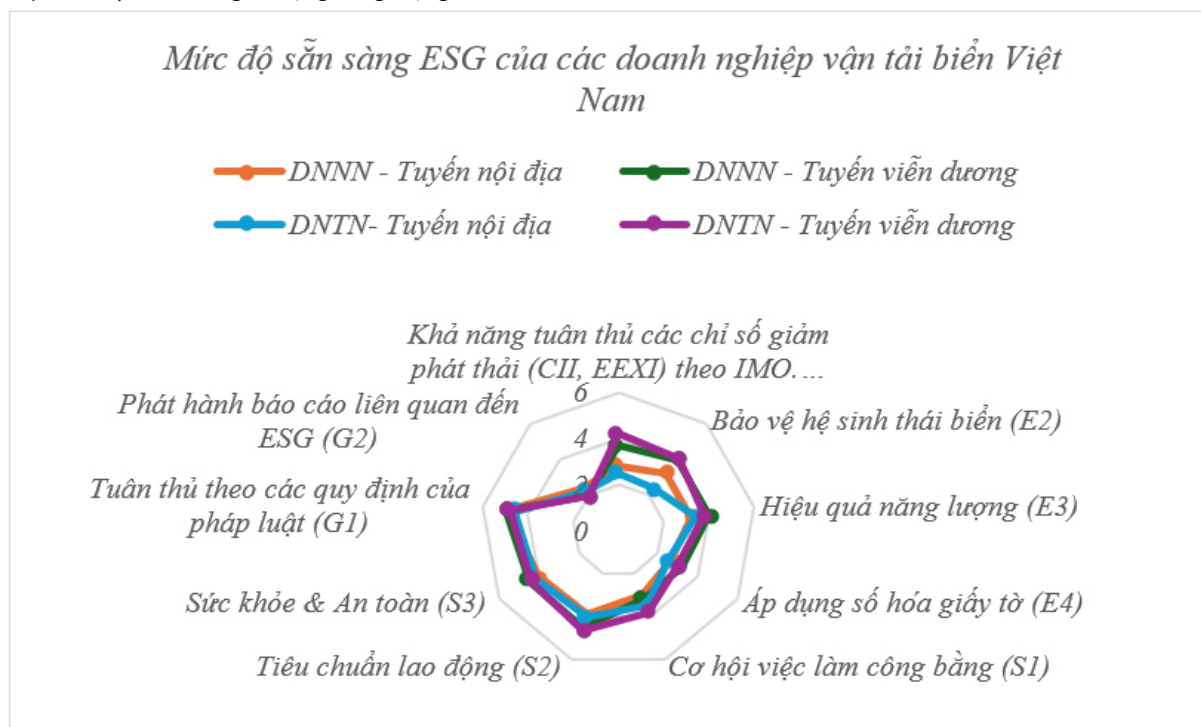 Mức độ sẵn sàng ESG của các doanh nghiệp vận tải biển Việt
Nam
DNNN - Tuyến nội địa
DNNN - Tuyến viễn dương
DNTN- Tuyến nội địa
DNTN - Tuyến viễn dương
Khả năng tuân thủ các chỉ số giảm
phát thải (CII, EEXI) theo IMO. ...
6
Phát hành báo cáo liên quan đến
ESG (G2)
Bảo vệ hệ sinh thái biển (E2)
4
Tuân thủ theo các quy định của
pháp luật (G1)
2
Hiệu quả năng lượng (E3)
0
Sức khỏe & An toàn (S3)
Áp dụng số hóa giấy tờ (E4)
Tiêu chuẩn lao động (S2)
Cơ hội việc làm công bằng (S1)